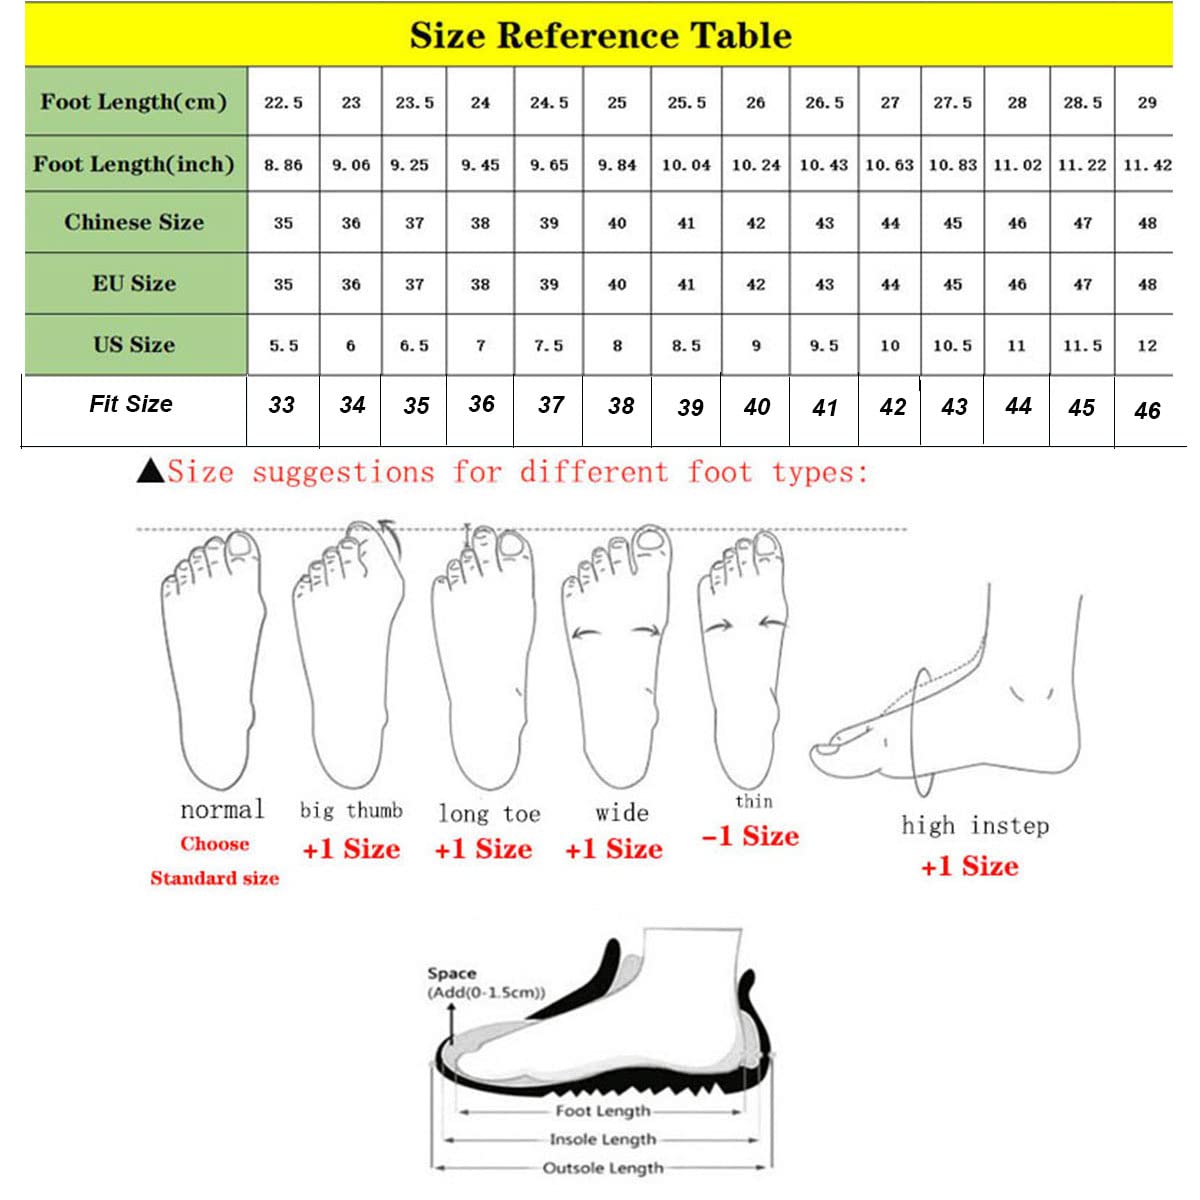 Size Reference Table
Foot Length(cm) 22.5 23 23.5 24 24.5 25 25.5 26 26.5 27 27.5 28 28.5 29
Foot Length(inch) 8.86 9.06 9.25 9.45 9.65 9.84 10.04 10.24 10.43 10.63 10.83 11.02 11.22 11.42
Chinese Size 35 36 37 38 39 40 41 42 43 44 45 46 47 48
EU Size 35 36 37 38 39 40 41 42 43 44 45 46 47 48
US Size 5.5 6 6.5 7 7.5 8 8.5 9 9.5 10 10.5 11 11.5 12
Fit Size 33 34 35 36 37 38 39 40 41 42 43 44 45 46
▲Size suggestions for different foot types:
normal
Choose
Standard size
big thumb
+1 Size
long toe
+1 Size
wide
+1 Size
thin
-1 Size
high instep
+1 Size
Space
(Add(0-1.5cm))
Foot Length
Insole Length
Outsole Length